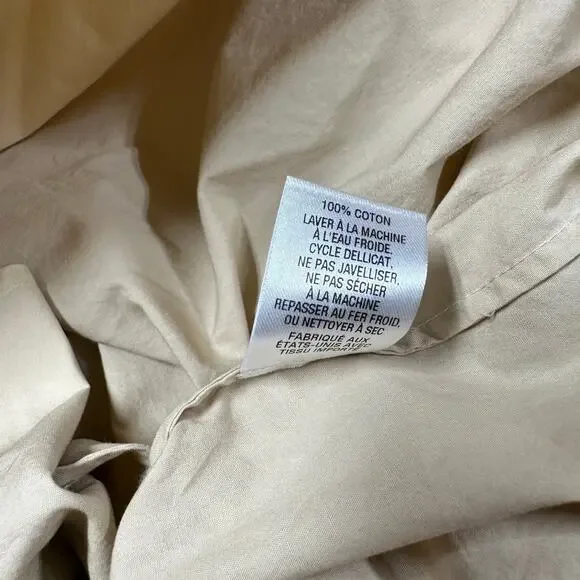 100% COTON
LAVER À LA MACHINE
À L'EAU FROIDE,
CYCLE DELLICAT,
NE PAS JAVELLISER,
NE PAS SÈCHER
À LA MACHINE
REPASSER AU FER FROID,
OU NETTOYER À SEC
FABRIQUÉ AUX
ÉTATS-UNIS AVEC
TISSU IMPORTÉ